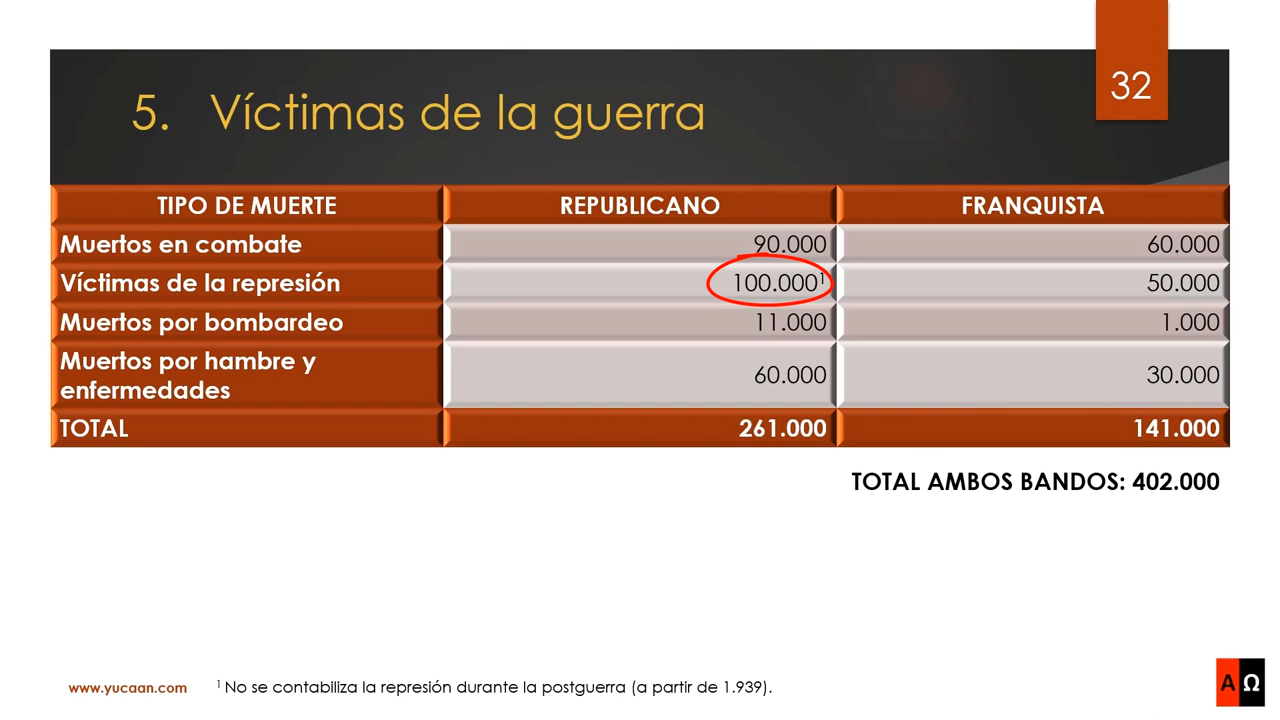 32
5. Víctimas de la guerra
TIPO DE MUERTE REPUBLICANO FRANQUISTA
Muertos en combate 90.000 60.000
Víctimas de la represión 100.000¹ 50.000
Muertos por bombardeo 11.000 1.000
Muertos por hambre y
enfermedades 60.000 30.000
TOTAL 261.000 141.000
TOTAL AMBOS BANDOS: 402.000
www.yucaan.com ¹ No se contabiliza la represión durante la postguerra (a partir de 1.939).
ΑΩ